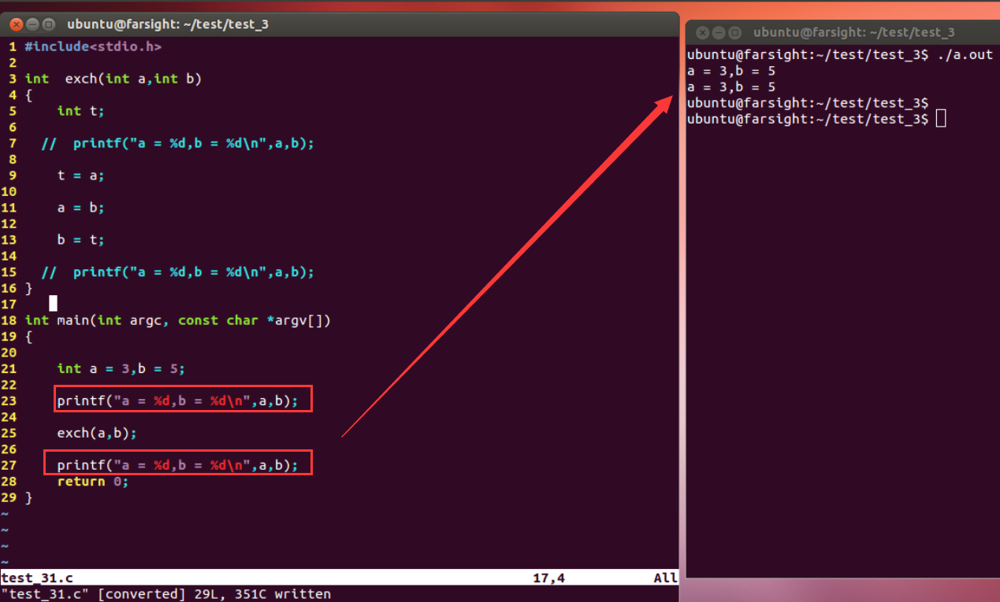 ubuntu@farsight: ~/test/test_3
1 #include<stdio.h>
2
3 int  exch(int a,int b)
4 {
5     int t;
6
7   //  printf("a = %d,b = %d\n",a,b);
8
9     t = a;
10
11     a = b;
12
13     b = t;
14
15   //  printf("a = %d,b = %d\n",a,b);
16 }
17
18 int main(int argc, const char *argv[])
19 {
20
21     int a = 3,b = 5;
22
23     printf("a = %d,b = %d\n",a,b);
24
25     exch(a,b);
26
27     printf("a = %d,b = %d\n",a,b);
28     return 0;
29 }
~
~
~
~
test_31.c 17,4 All
"test_31.c" [converted] 29L, 351C written
ubuntu@farsight: ~/test/test_3
ubuntu@farsight:~/test/test_3$ ./a.out
a = 3,b = 5
a = 3,b = 5
ubuntu@farsight:~/test/test_3$
ubuntu@farsight:~/test/test_3$